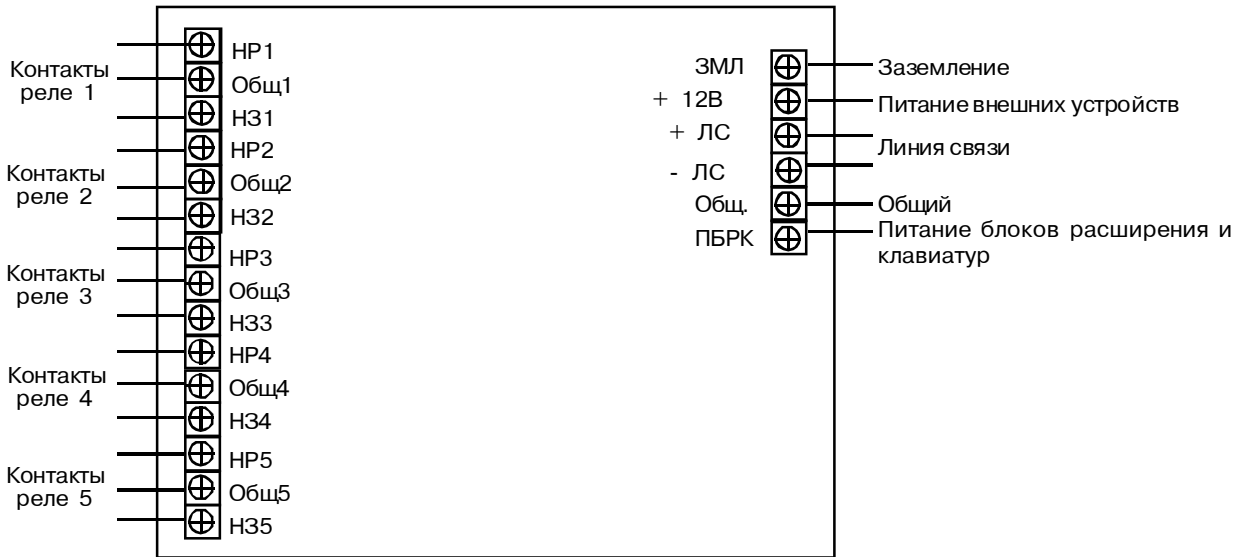 Контакты
реле 1
Контакты
реле 2
Контакты
реле 3
Контакты
реле 4
Контакты
реле 5
НР1
Общ1
НЗ1
НР2
Общ2
НЗ2
НР3
Общ3
НЗ3
НР4
Общ4
НЗ4
НР5
Общ5
НЗ5
ЗМЛ
+ 12В
+ ЛС
- ЛС
Общ.
ПБРК
Заземление
Питание внешних устройств
Линия связи
Общий
Питание блоков расширения и
клавиатур